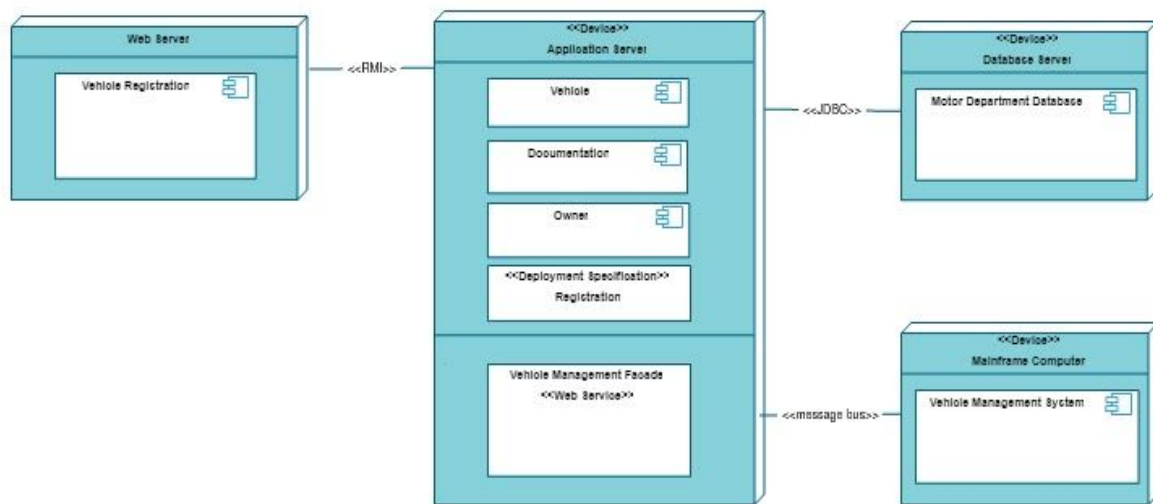 Web Server
Vehicle Registration
<<RMI>>
<<Device>>
Application Server
Vehicle
Documentation
Owner
<<Deployment Specification>>
Registration
Vehicle Management Facade
<<Web Service>>
<<JDBC>>
<<Device>>
Database Server
Motor Department Database
<<message bus>>
<<Device>>
Mainframe Computer
Vehicle Management System